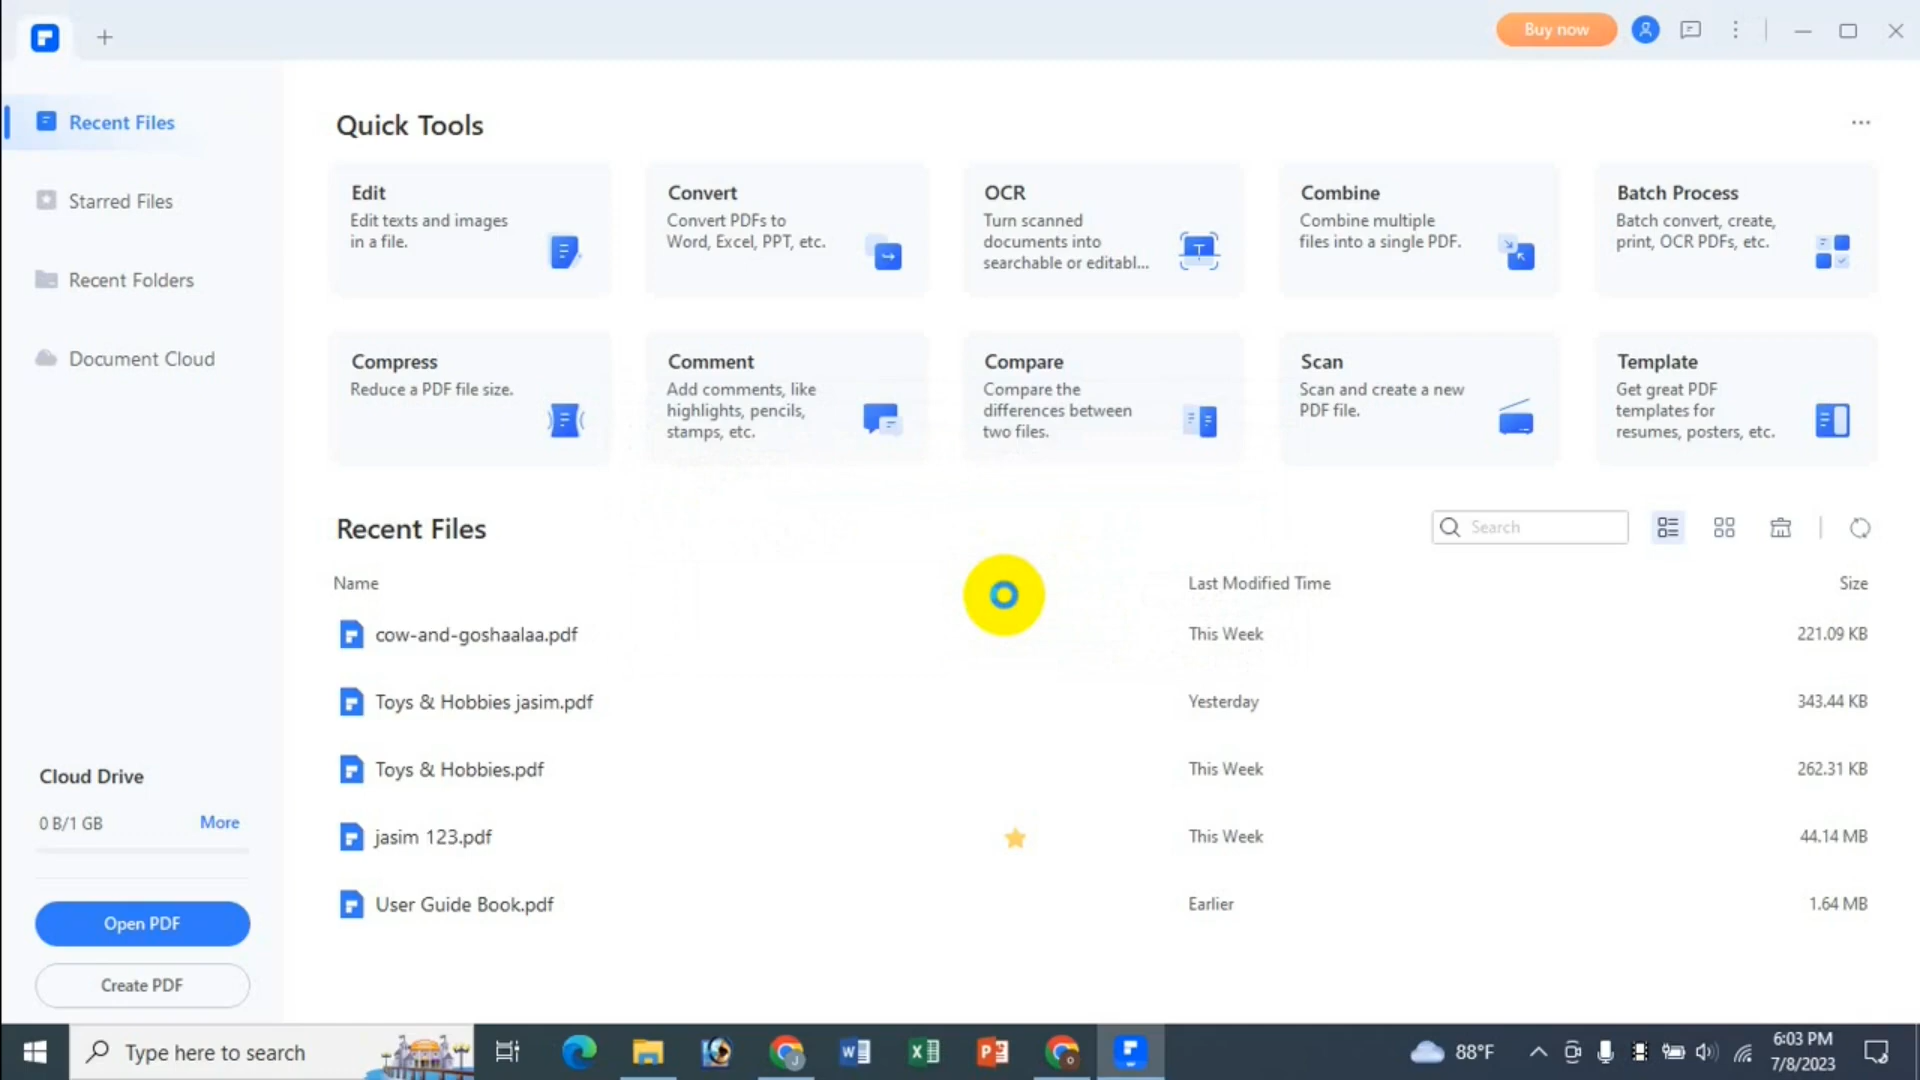 Buy now
Recent Files
Starred Files
Recent Folders
Document Cloud
Cloud Drive
0 B/1 GB
More
Open PDF
Create PDF
Quick Tools
Edit
Edit texts and images
in a file.
Convert
Convert PDFs to
Word, Excel, PPT, etc.
OCR
Turn scanned
documents into
searchable or editabl...
Combine
Combine multiple
files into a single PDF.
Batch Process
Batch convert, create,
print, OCR PDFs, etc.
Compress
Reduce a PDF file size.
Comment
Add comments, like
highlights, pencils,
stamps, etc.
Compare
Compare the
differences between
two files.
Scan
Scan and create a new
PDF file.
Template
Get great PDF
templates for
resumes, posters, etc.
Recent Files
Search
Name Last Modified Time Size
cow-and-goshaalaa.pdf This Week 221.09 KB
Toys & Hobbies jasim.pdf Yesterday 343.44 KB
Toys & Hobbies.pdf This Week 262.31 KB
jasim 123.pdf This Week 44.14 MB
User Guide Book.pdf Earlier 1.64 MB
Type here to search
88°F
6:03 PM
7/8/2023